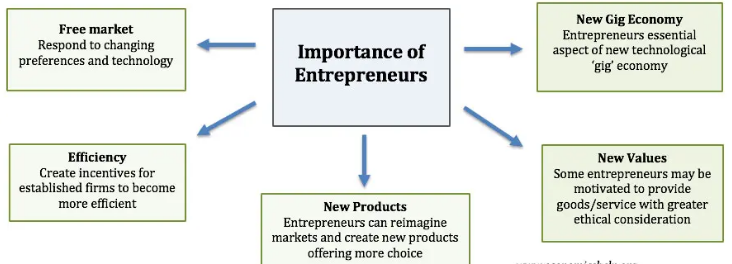 Importance of
Entrepreneurs
Free market
Respond to changing
preferences and technology
New Gig Economy
Entrepreneurs essential
aspect of new technological
‘gig’ economy
Efficiency
Create incentives for
established firms to become
more efficient
New Products
Entrepreneurs can reimagine
markets and create new products
offering more choice
New Values
Some entrepreneurs may be
motivated to provide
goods/service with greater
ethical consideration